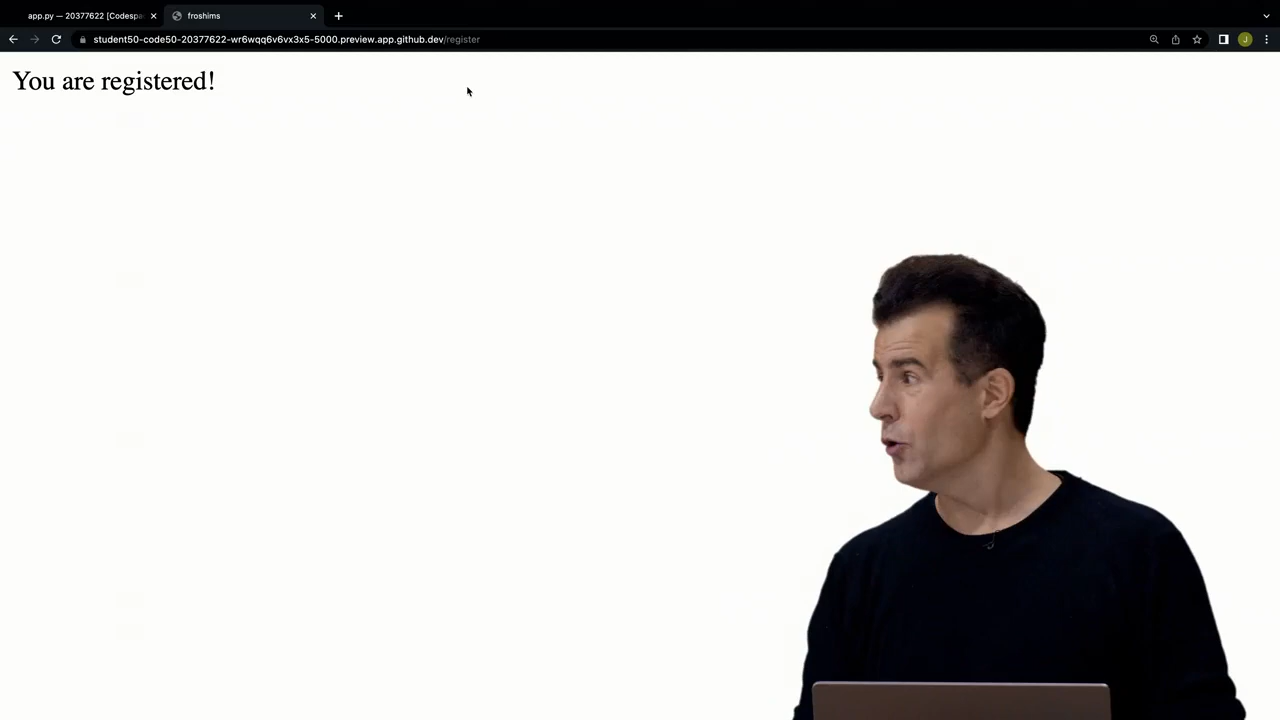 app.py — 20377622 [Codespa
froshims
student50-code50-20377622-wr6wqq6v6vx3x5-5000.preview.app.github.dev/register
J
You are registered!